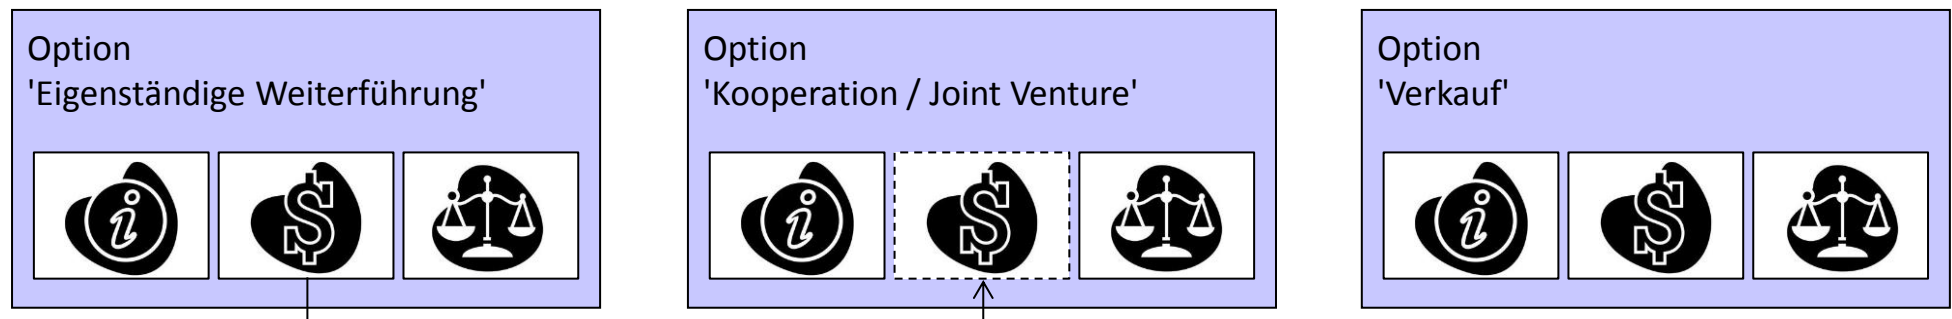 Option
'Eigenständige Weiterführung'
Option
'Kooperation / Joint Venture'
Option
'Verkauf'